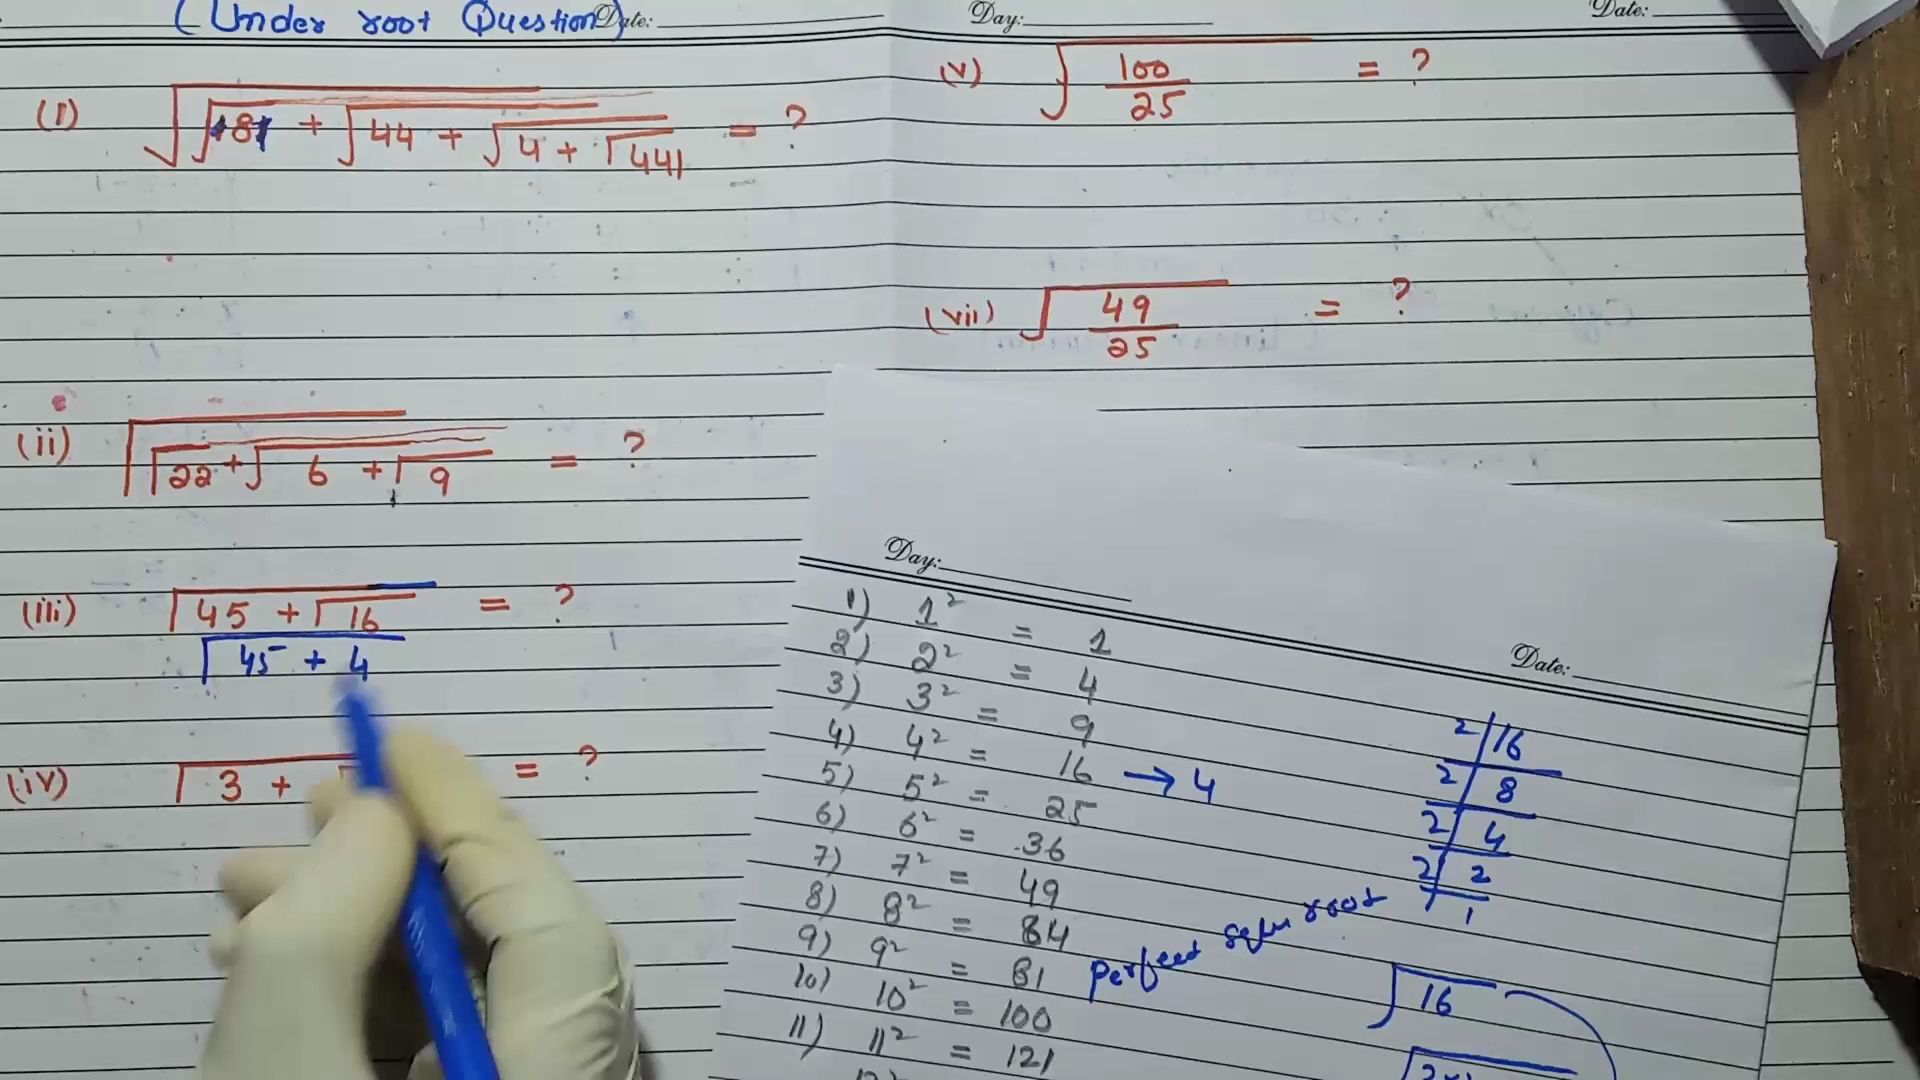 (Under root Question) Date:
(i) √√181 + √44 + √4 + √441 = ?
(ii) √√22 + √6 + √9 = ?
(iii) √45 + √16 = ?
√45 + 4
(iv) √3 + √ = ?
Day: Date:
(v) √100/25 = ?
(vii) √49/25 = ?
Day: Date:
1) 1² = 1
2) 2² = 4
3) 3² = 9
4) 4² = 16 → 4
5) 5² = 25
6) 6² = 36
7) 7² = 49
8) 8² = 84
9) 9² = 81
10) 10² = 100
11) 11² = 121
perfect squ root
2 16
2 8
2 4
2 2
1
√16